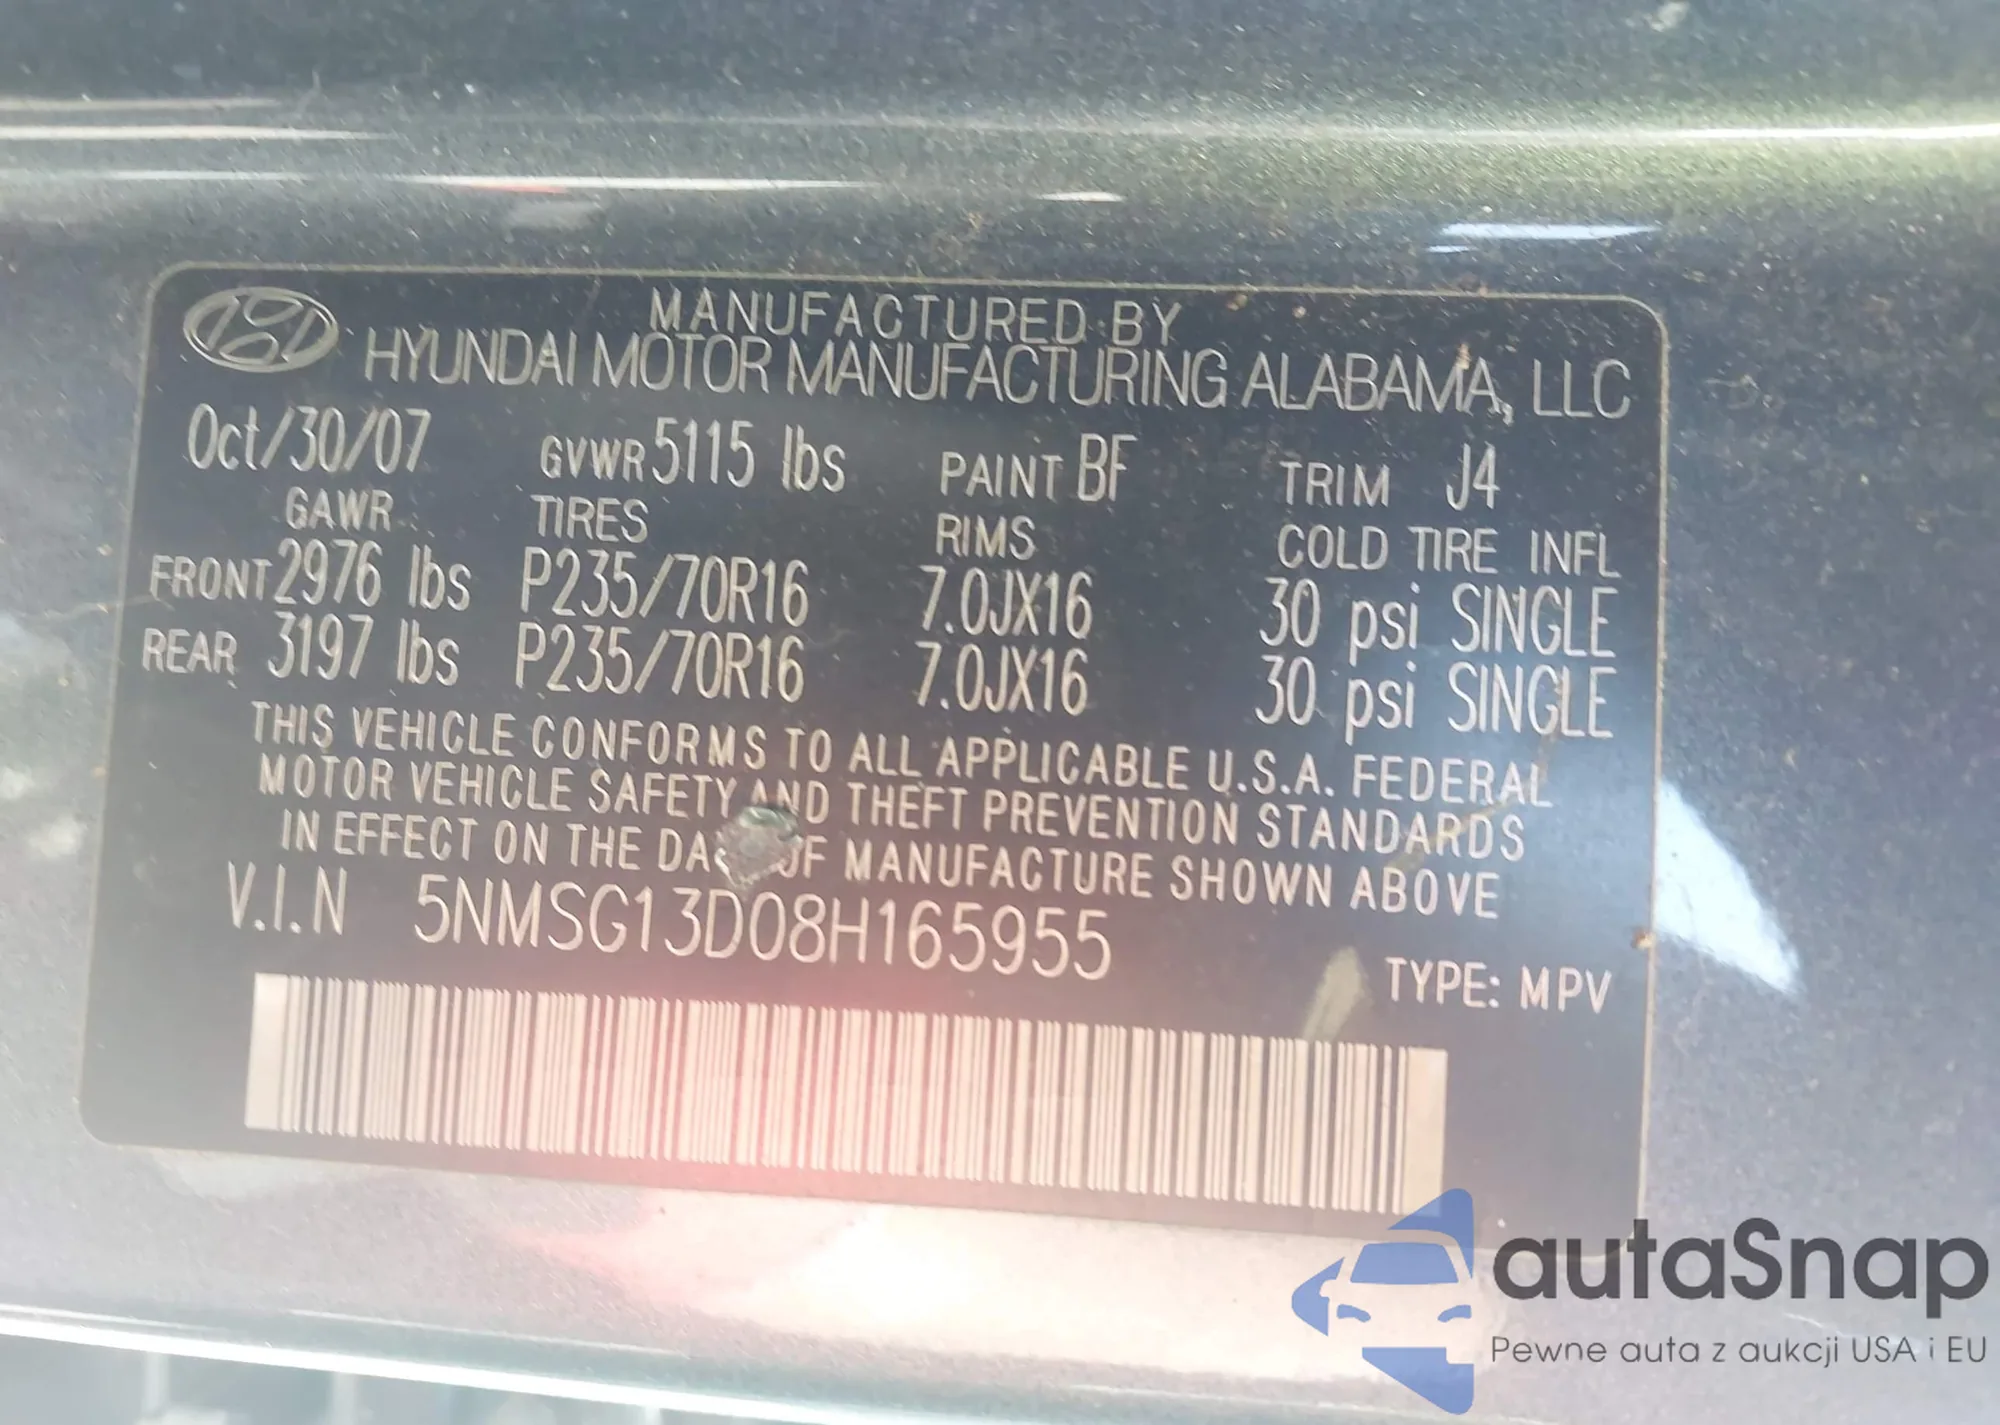 MANUFACTURED BY
HYUNDAI MOTOR MANUFACTURING ALABAMA, LLC
Oct/30/07 GVWR 5115 lbs PAINT BF TRIM J4
GAWR TIRES RIMS COLD TIRE INFL
FRONT 2976 lbs P235/70R16 7.0JX16 30 psi SINGLE
REAR 3197 lbs P235/70R16 7.0JX16 30 psi SINGLE
THIS VEHICLE CONFORMS TO ALL APPLICABLE U.S.A. FEDERAL
MOTOR VEHICLE SAFETY AND THEFT PREVENTION STANDARDS
IN EFFECT ON THE OF MANUFACTURE SHOWN ABOVE
V.I.N 5NMSG13D08H165955
TYPE: MPV
autaSnap
Pewne auta z aukcji USA i EU